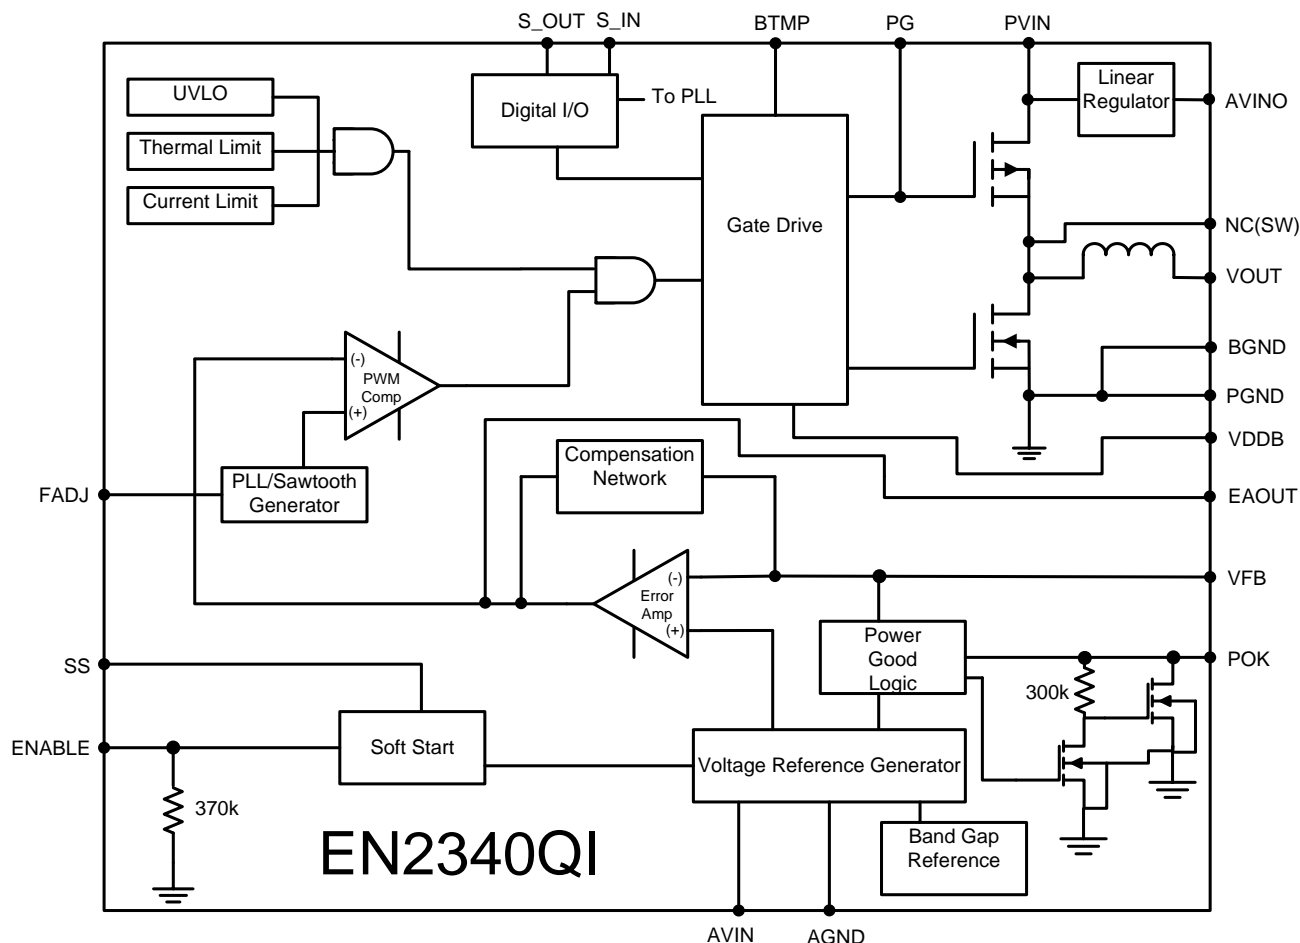 S_OUT
S_IN
BTMP
PG
PVIN
UVLO
Thermal Limit
Current Limit
Digital I/O
To PLL
Linear
Regulator
AVINO
Gate Drive
NC(SW)
VOUT
BGND
PGND
VDDB
EAOUT
(-)
PWM
Comp
(+)
FADJ
PLL/Sawtooth
Generator
Compensation
Network
(-)
Error
Amp
(+)
VFB
Power
Good
Logic
POK
300k
SS
ENABLE
Soft Start
Voltage Reference Generator
370k
EN2340QI
Band Gap
Reference
AVIN
AGND